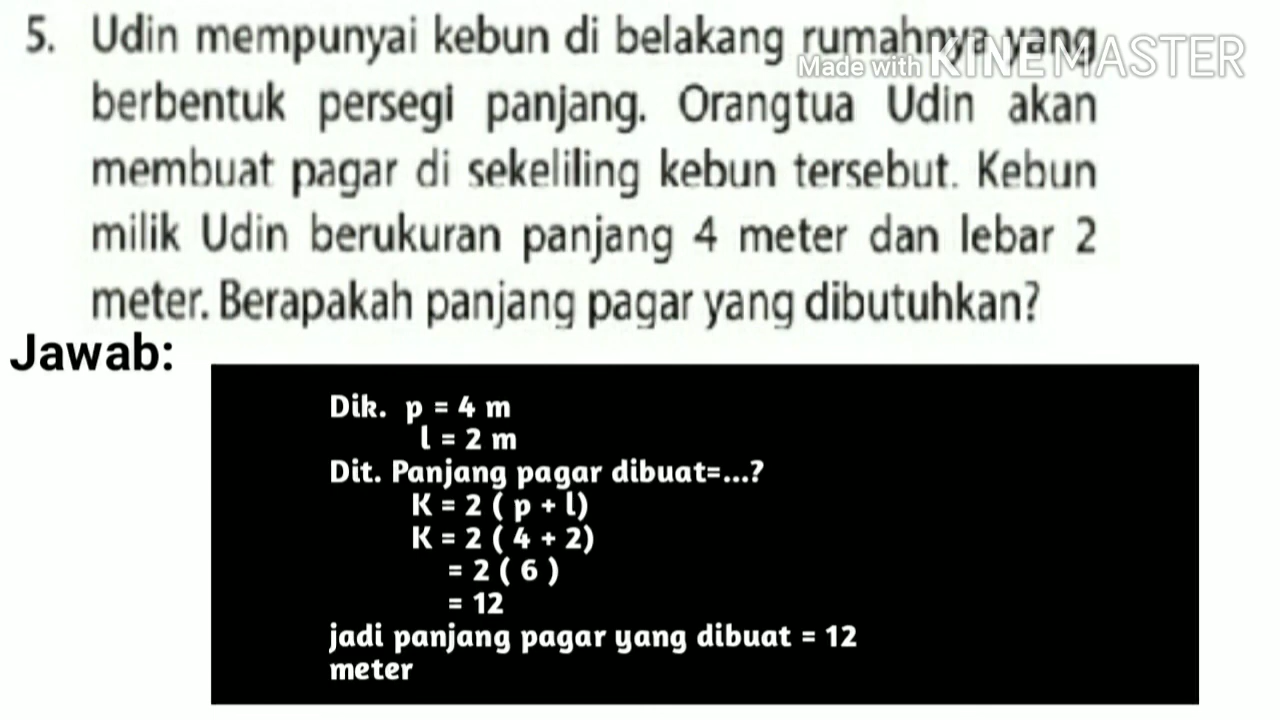 5. Udin mempunyai kebun di belakang rumahnya yang
Made with KINEMASTER
berbentuk persegi panjang. Orangtua Udin akan
membuat pagar di sekeliling kebun tersebut. Kebun
milik Udin berukuran panjang 4 meter dan lebar 2
meter. Berapakah panjang pagar yang dibutuhkan?
Jawab:
Dik. p = 4 m
l = 2 m
Dit. Panjang pagar dibuat=...?
K = 2 ( p + l)
K = 2 ( 4 + 2)
= 2 ( 6 )
= 12
jadi panjang pagar yang dibuat = 12
meter